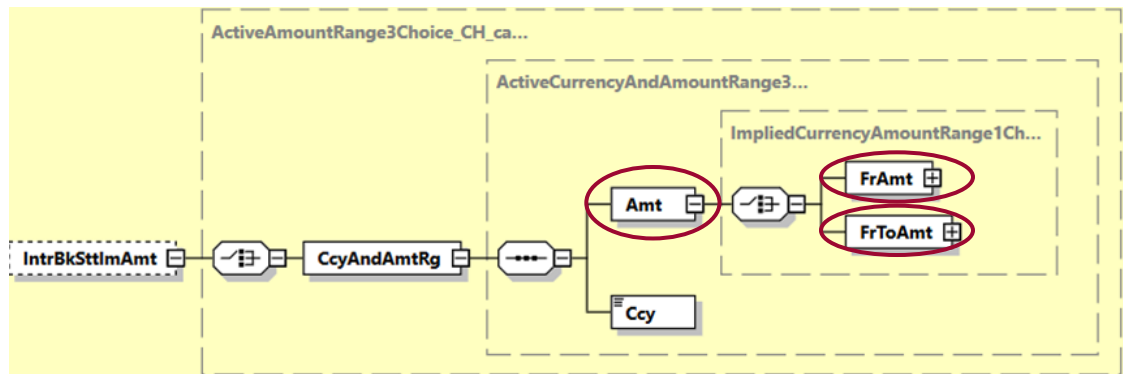 ActiveAmountRange3Choice_CH_ca...
ActiveCurrencyAndAmountRange3...
ImpliedCurrencyAmountRange1Ch...
FrAmt
Amt
FrToAmt
IntrBkSttlmAmt
CcyAndAmtRg
Ccy